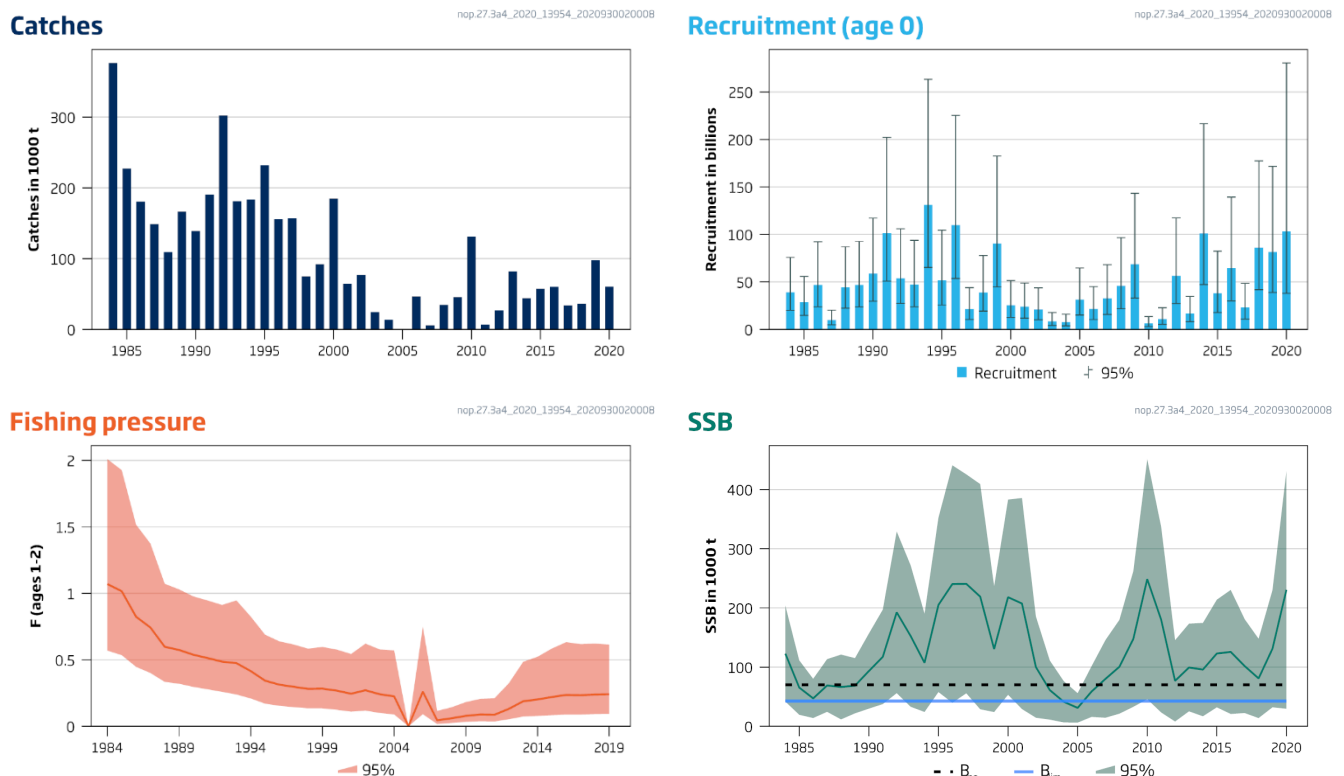 nop.27.3a4_2020_13954_2020930020008
Catches
Catches in 1000 t
300
200
100
0
1985 1990 1995 2000 2005 2010 2015 2020
nop.27.3a4_2020_13954_2020930020008
Recruitment (age 0)
Recruitment in billions
250
200
150
100
50
0
1985 1990 1995 2000 2005 2010 2015 2020
Recruitment 95%
nop.27.3a4_2020_13954_2020930020008
Fishing pressure
F (ages 1-2)
2
1.5
1
0.5
0
1984 1989 1994 1999 2004 2009 2014 2019
95%
nop.27.3a4_2020_13954_2020930020008
SSB
SSB in 1000 t
400
300
200
100
0
1985 1990 1995 2000 2005 2010 2015 2020
95%